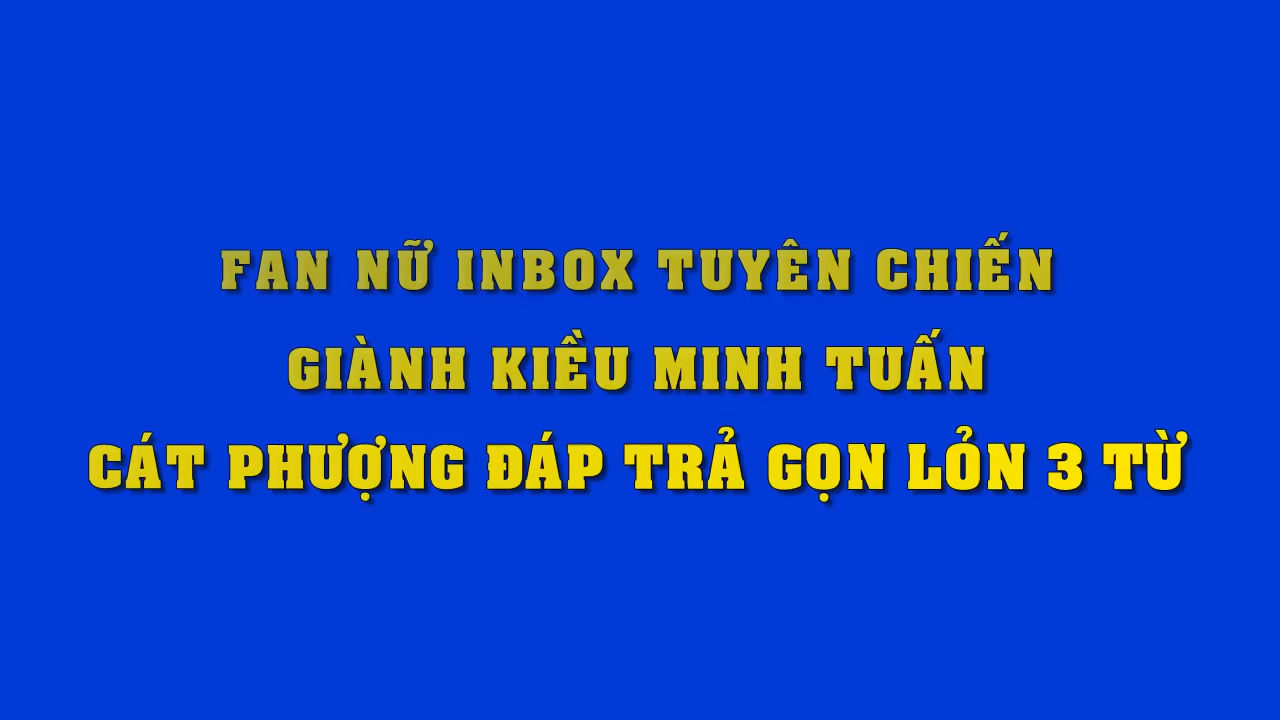 FAN NỮ INBOX TUYÊN CHIẾN
GIÀNH KIỀU MINH TUẤN
CÁT PHƯỢNG ĐÁP TRẢ GỌN LỎN 3 TỪ